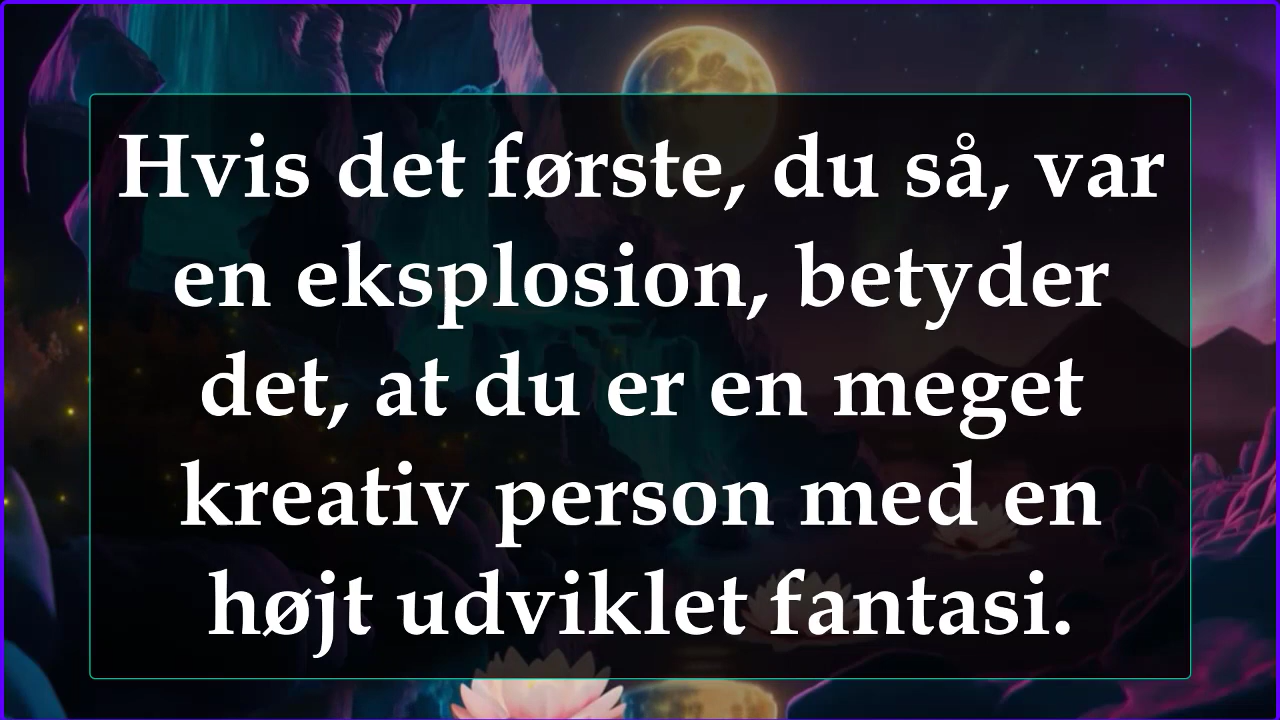 Hvis det første, du så, var
en eksplosion, betyder
det, at du er en meget
kreativ person med en
højt udviklet fantasi.